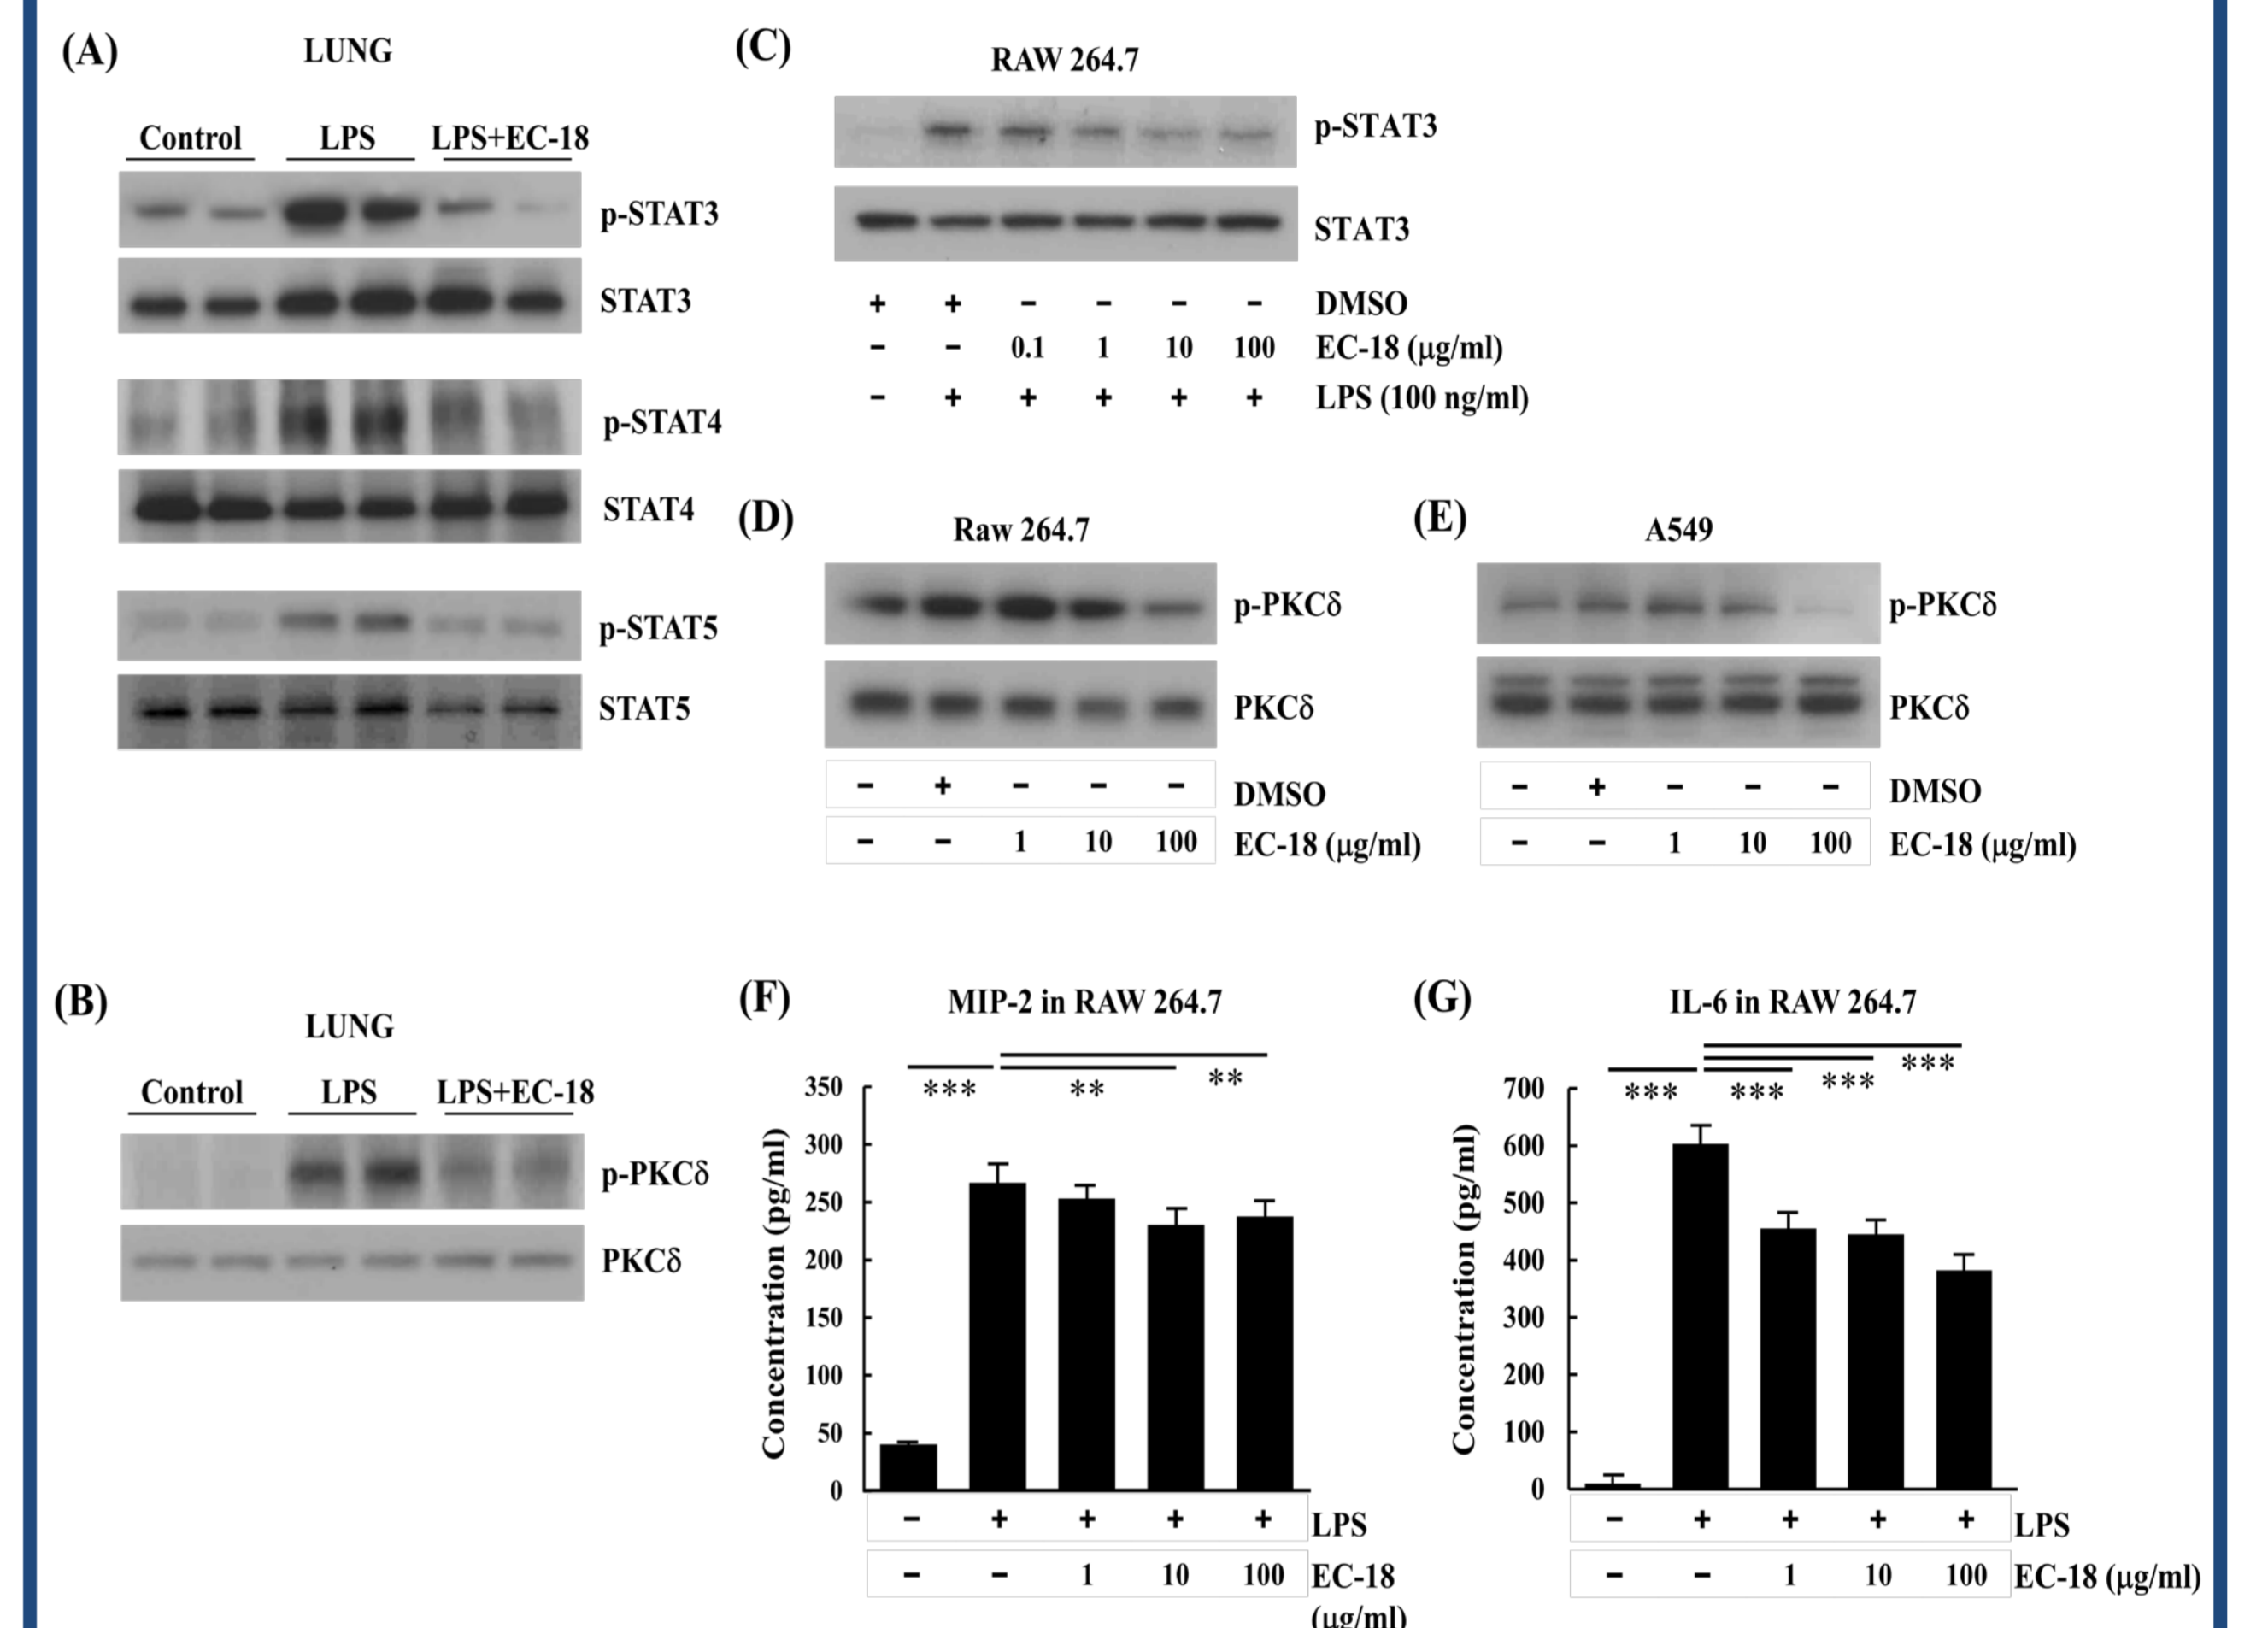 (A)
LUNG
Control LPS LPS+EC-18
p-STAT3
STAT3
p-STAT4
STAT4
p-STAT5
STAT5
(B)
LUNG
Control LPS LPS+EC-18
p-PKCδ
PKCδ
(C)
RAW 264.7
p-STAT3
STAT3
+ + − − − − DMSO
− − 0.1 1 10 100 EC-18 (μg/ml)
− + + + + + LPS (100 ng/ml)
(D)
Raw 264.7
p-PKCδ
PKCδ
− + − − − DMSO
− − 1 10 100 EC-18 (μg/ml)
(E)
A549
p-PKCδ
PKCδ
− + − − − DMSO
− − 1 10 100 EC-18 (μg/ml)
(F)
MIP-2 in RAW 264.7
*** ** **
Concentration (pg/ml)
350
300
250
200
150
100
50
0
− + + + + LPS
− − 1 10 100 EC-18
(μg/ml)
(G)
IL-6 in RAW 264.7
*** *** *** ***
Concentration (pg/ml)
700
600
500
400
300
200
100
0
− + + + + LPS
− − 1 10 100 EC-18 (μg/ml)